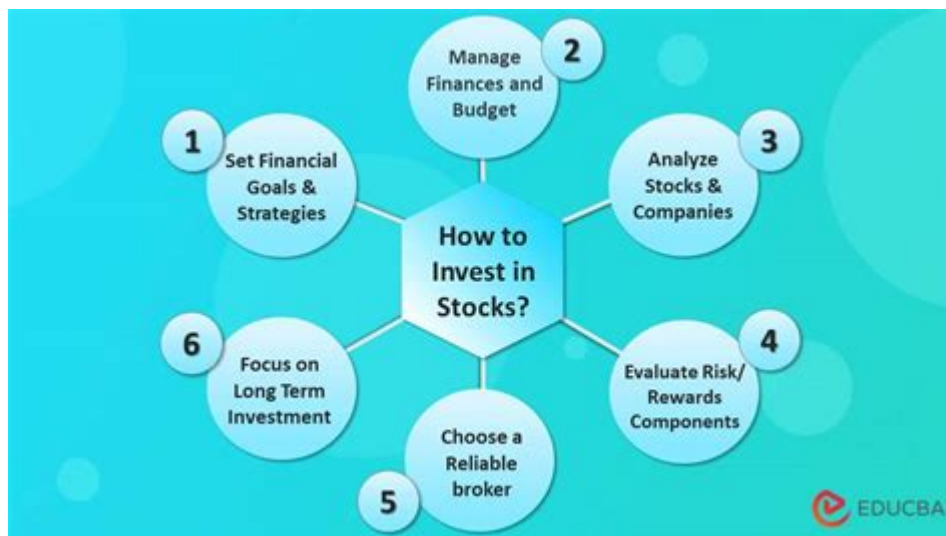 How to
Invest in
Stocks?
1
Set Financial
Goals &
Strategies
2
Manage
Finances and
Budget
3
Analyze
Stocks &
Companies
4
Evaluate Risk/
Rewards
Components
5
Choose a
Reliable
broker
6
Focus on
Long Term
Investment
EDUCBA